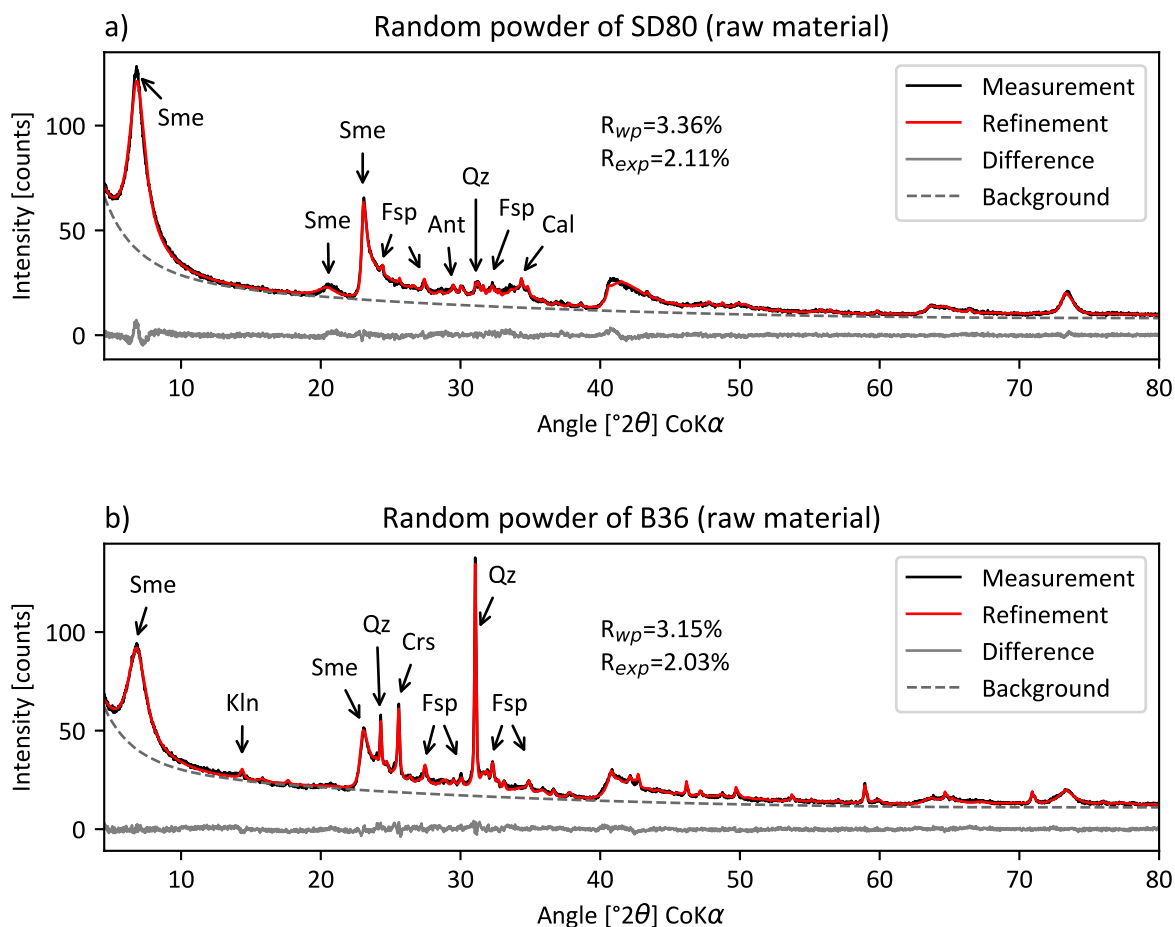 a) Random powder of SD80 (raw material)
Intensity [counts]
100
50
0
Sme
Sme
Sme
Fsp
Ant
Qz
Fsp
Cal
R_wp=3.36%
R_exp=2.11%
Measurement
Refinement
Difference
Background
10 20 30 40 50 60 70 80
Angle [°2θ] CoKα
b) Random powder of B36 (raw material)
Intensity [counts]
100
50
0
Sme
Kln
Sme
Qz
Crs
Fsp
Qz
Fsp
R_wp=3.15%
R_exp=2.03%
Measurement
Refinement
Difference
Background
10 20 30 40 50 60 70 80
Angle [°2θ] CoKα